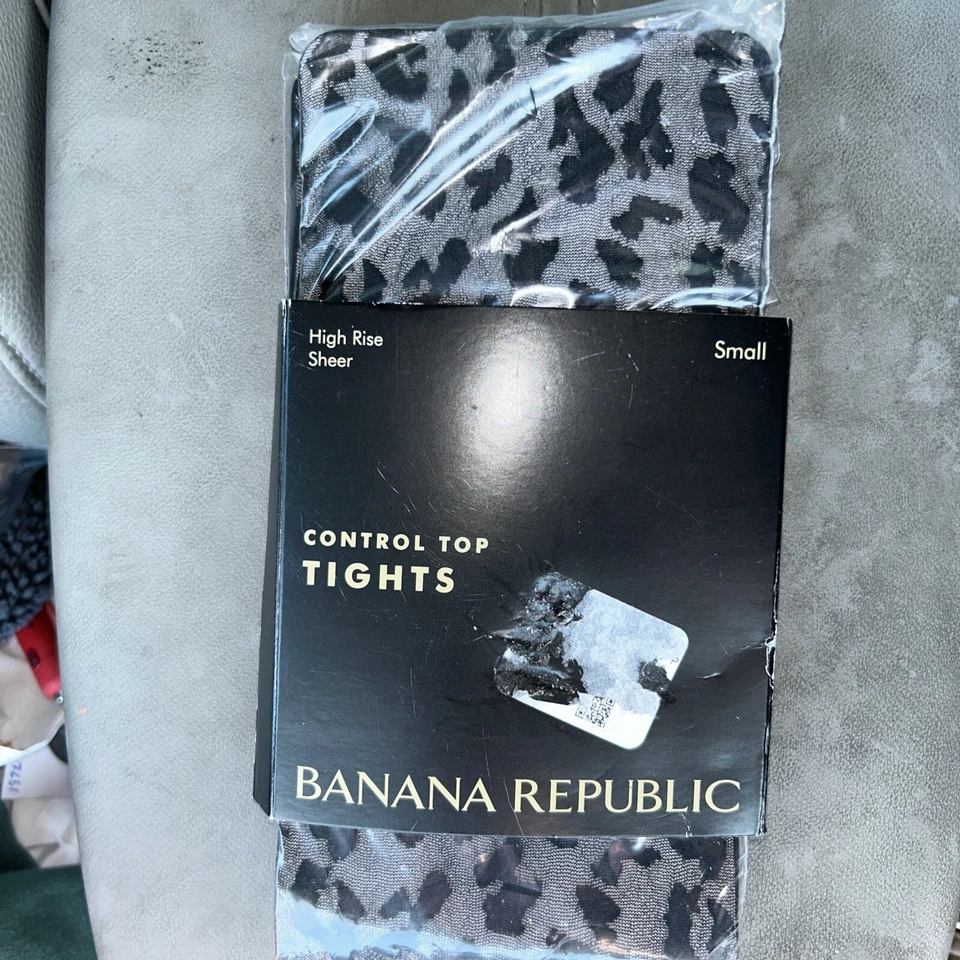 High Rise
Sheer
Small
CONTROL TOP
TIGHTS
BANANA REPUBLIC